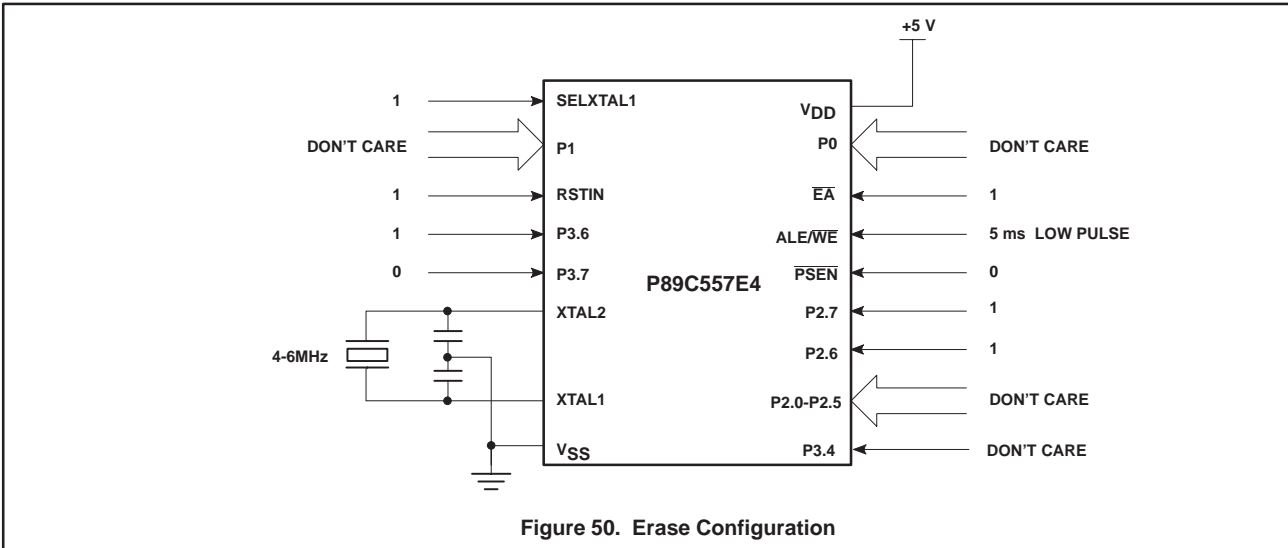 +5 V
1
SELXTAL1
VDD
DON'T CARE
P1
P0
DON'T CARE
1
RSTIN
EA
1
1
P3.6
ALE/WE
5 ms LOW PULSE
0
P3.7
P89C557E4
PSEN
0
XTAL2
P2.7
1
4-6MHz
P2.6
1
XTAL1
P2.0-P2.5
DON'T CARE
VSS
P3.4
DON'T CARE
Figure 50. Erase Configuration